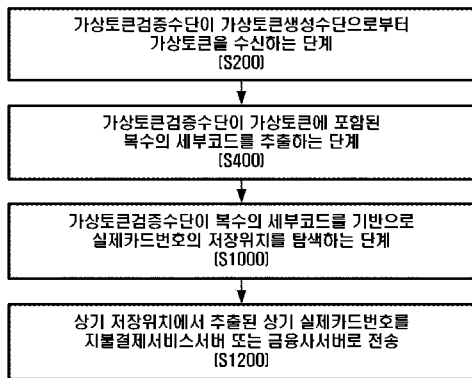 가상토큰검증수단이 가상토큰생성수단으로부터
가상토큰을 수신하는 단계
(S200)
가상토큰검증수단이 가상토큰에 포함된
복수의 세부코드를 추출하는 단계
(S400)
가상토큰검증수단이 복수의 세부코드를 기반으로
실제카드번호의 저장위치를 탐색하는 단계
(S1000)
상기 저장위치에서 추출된 상기 실제카드번호를
지불결제서비스서버 또는 금융사서버로 전송
(S1200)